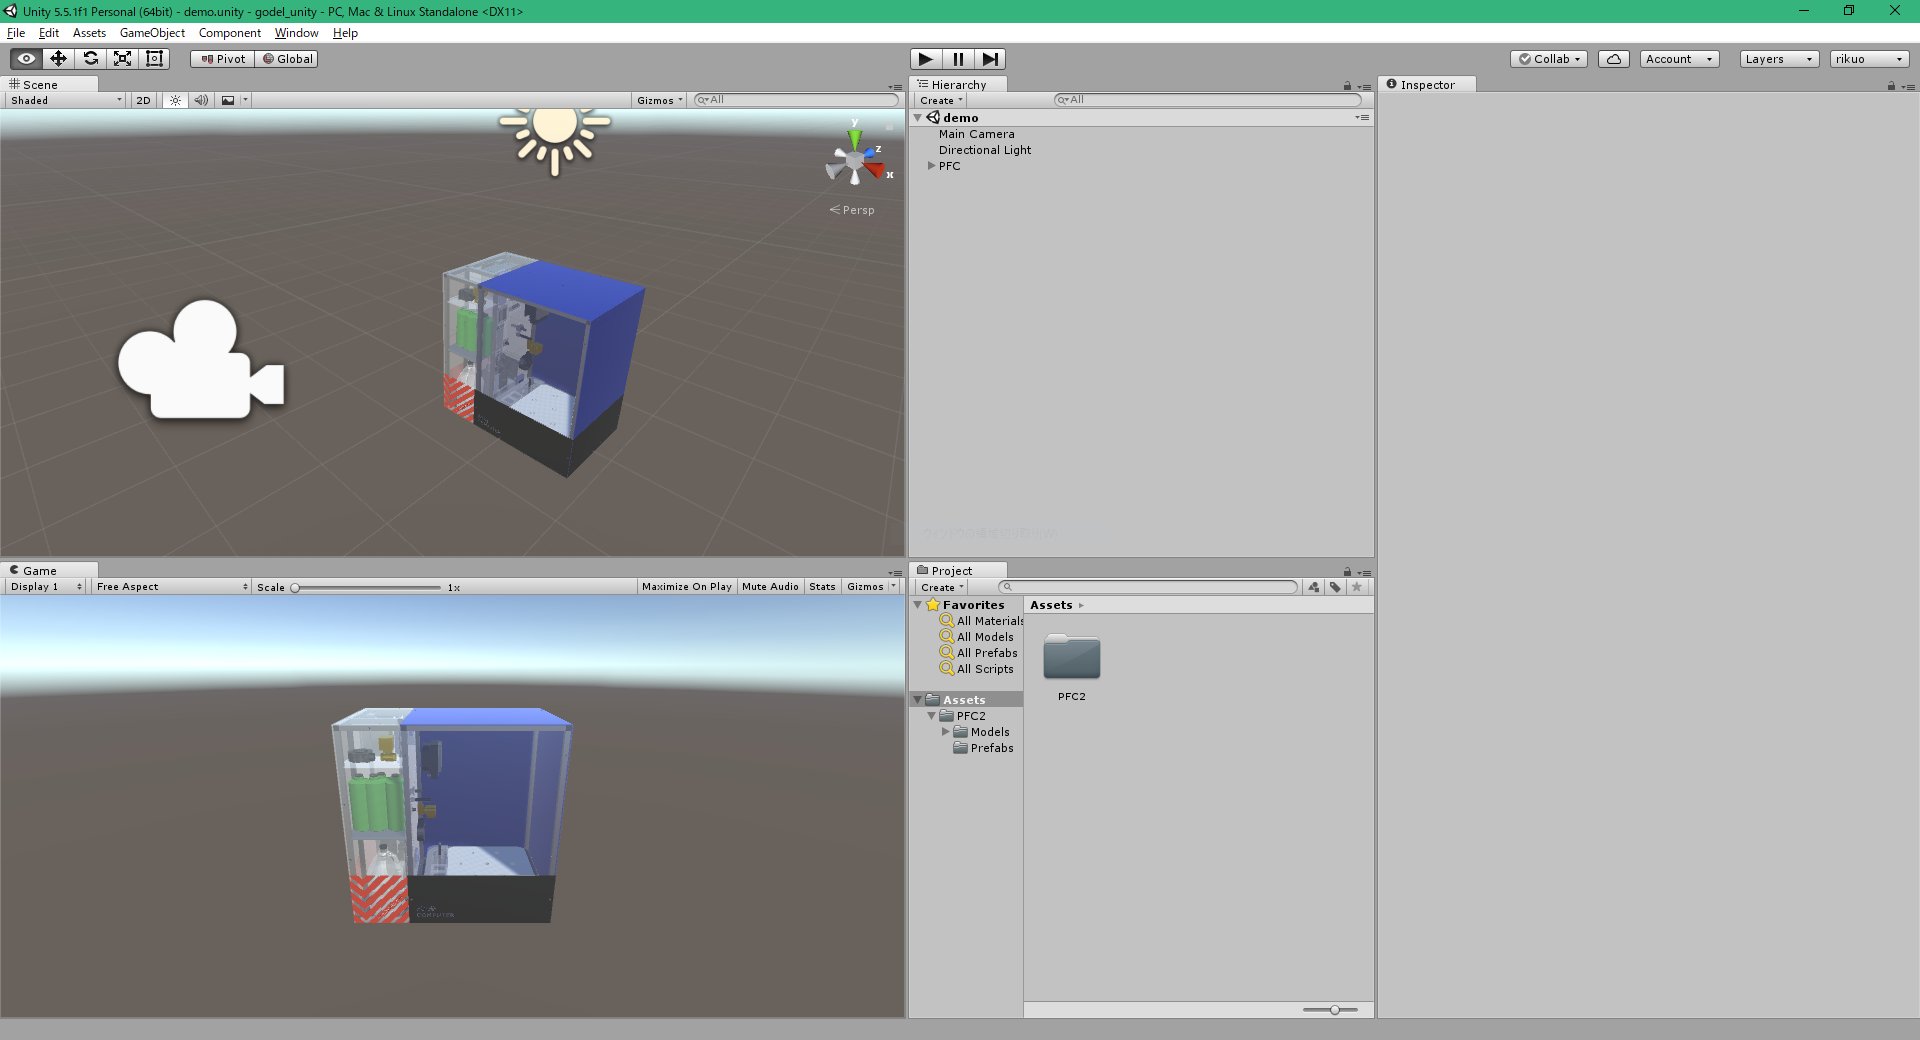 Unity 5.5.1f1 Personal (64bit) - demo.unity - godel_unity - PC, Mac & Linux Standalone <DX11>
File Edit Assets GameObject Component Window Help
Pivot Global Collab Account Layers rikuo
Scene
Shaded 2D Gizmos All
y
z
x
Persp
Hierarchy
Create All
demo
Main Camera
Directional Light
PFC
Inspector
Game
Display 1 Free Aspect Scale 1x Maximize On Play Mute Audio Stats Gizmos
COMPUTER
Project
Create
Favorites
All Materials
All Models
All Prefabs
All Scripts
Assets
PFC2
Models
Prefabs
Assets
PFC2